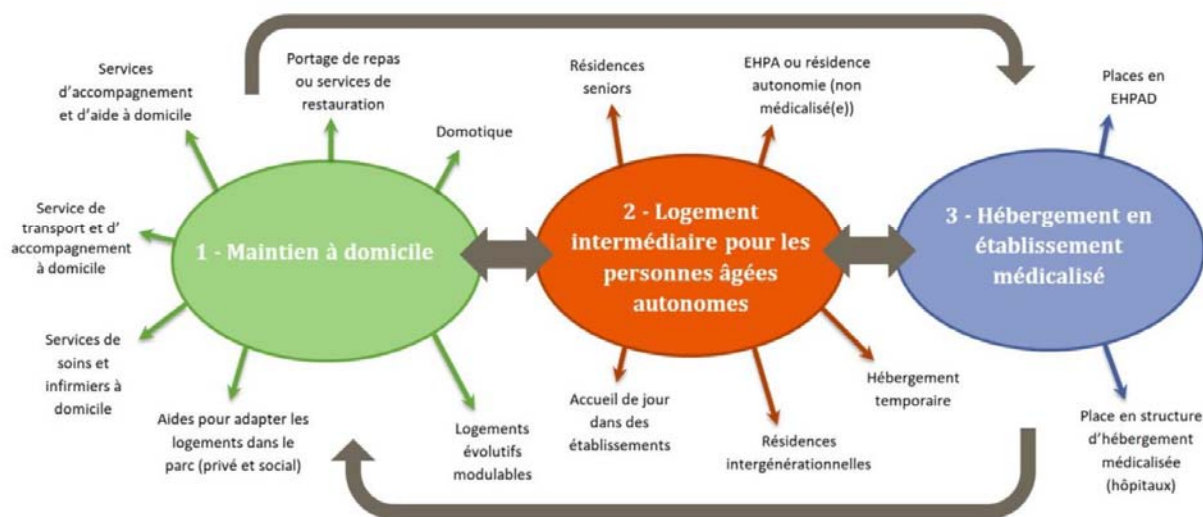 Services
d'accompagnement
et d'aide à domicile
Portage de repas
ou services de
restauration
Domotique
Service de
transport et d'
accompagnement
à domicile
1 - Maintien à domicile
Services de
soins et
infirmiers à
domicile
Aides pour adapter les
logements dans le
parc (privé et social)
Logements
évolutifs
modulables
Résidences
seniors
EHPA ou résidence
autonomie (non
médicalisé(e))
2 - Logement
intermédiaire pour les
personnes âgées
autonomes
Accueil de jour
dans des
établissements
Résidences
intergénérationnelles
Hébergement
temporaire
Places en
EHPAD
3 - Hébergement en
établissement
médicalisé
Place en structure
d'hébergement
médicalisée
(hôpitaux)